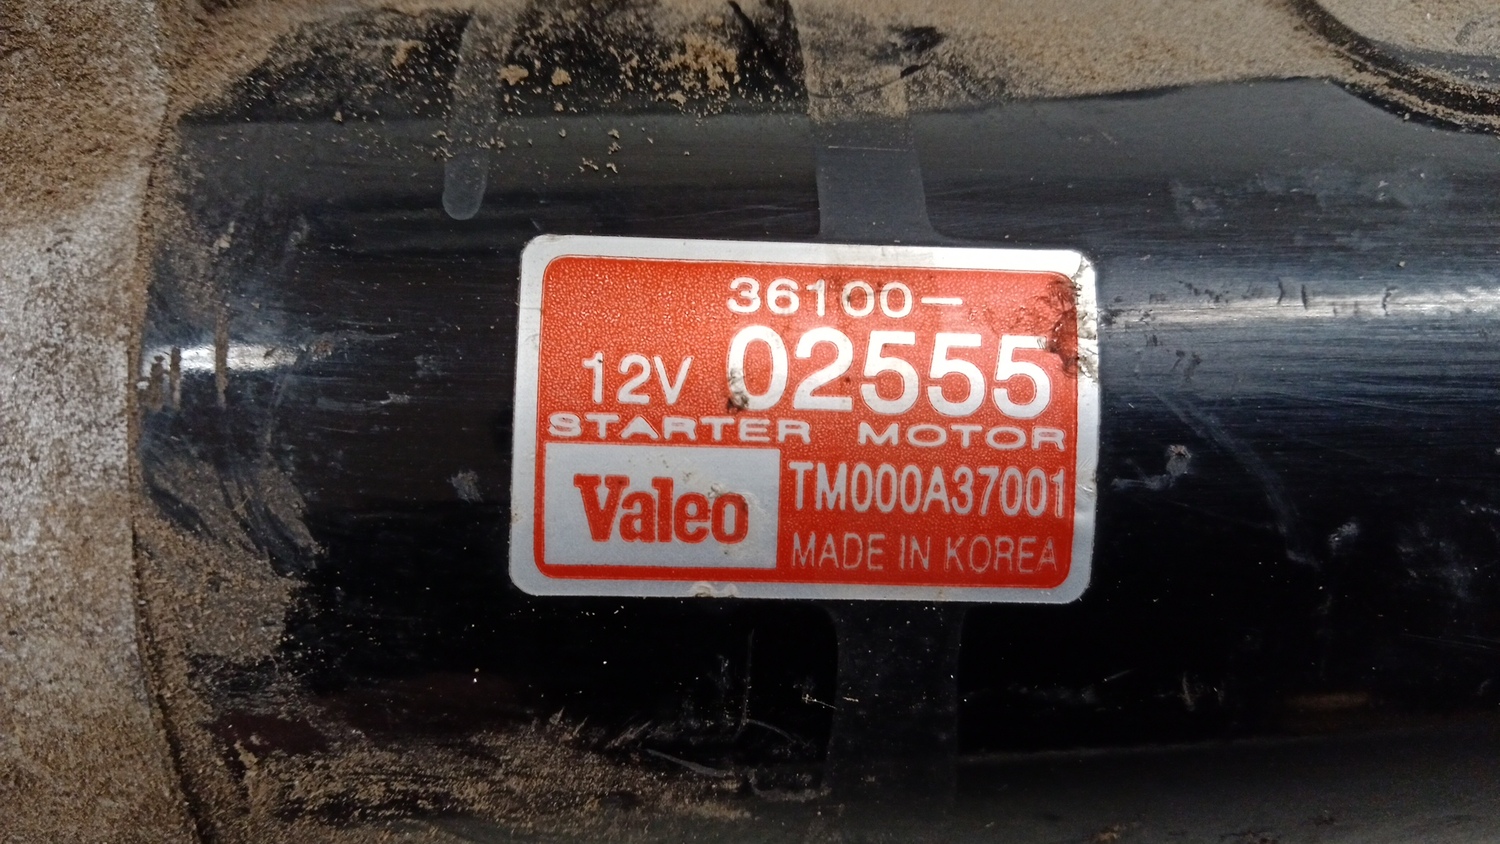 36100-
12V 02555
STARTER MOTOR
Valeo TM000A37001
MADE IN KOREA